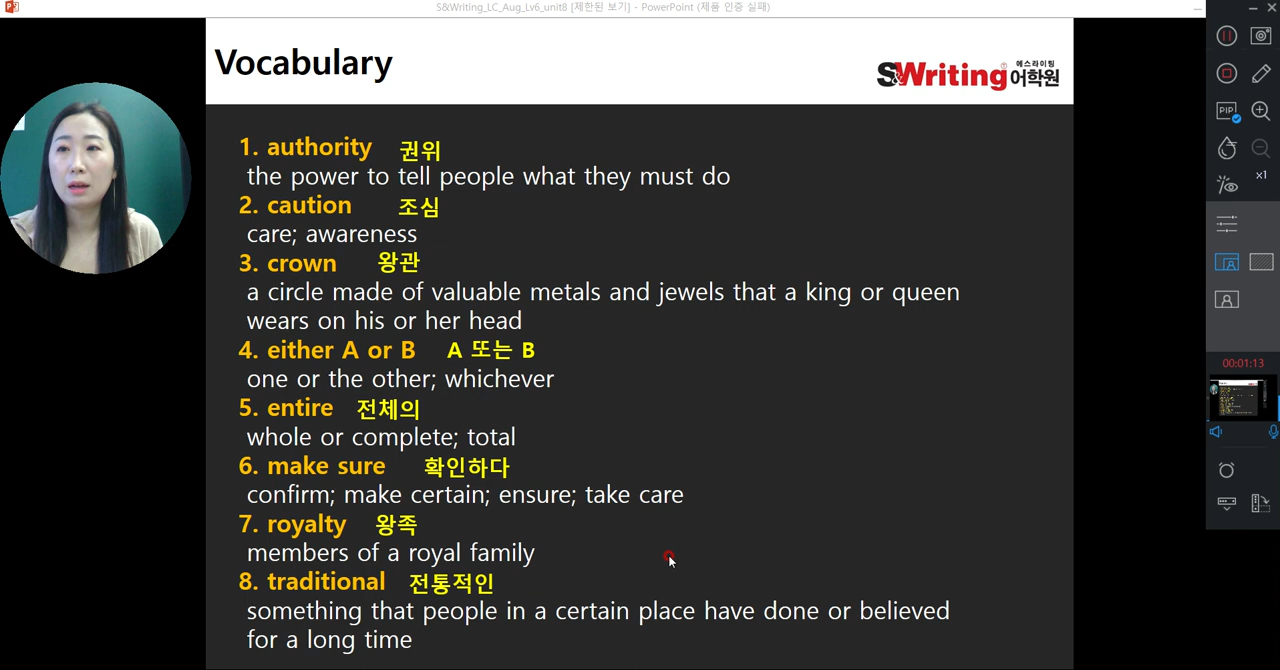 S&Writing_LC_Aug_Lv6_unit8 [제한된 보기] - PowerPoint (제품 인증 실패)
Vocabulary
S&Writing 에스라이팅 어학원
1. authority 권위
the power to tell people what they must do
2. caution 조심
care; awareness
3. crown 왕관
a circle made of valuable metals and jewels that a king or queen
wears on his or her head
4. either A or B A 또는 B
one or the other; whichever
5. entire 전체의
whole or complete; total
6. make sure 확인하다
confirm; make certain; ensure; take care
7. royalty 왕족
members of a royal family
8. traditional 전통적인
something that people in a certain place have done or believed
for a long time
PIP
x1
00:01:13